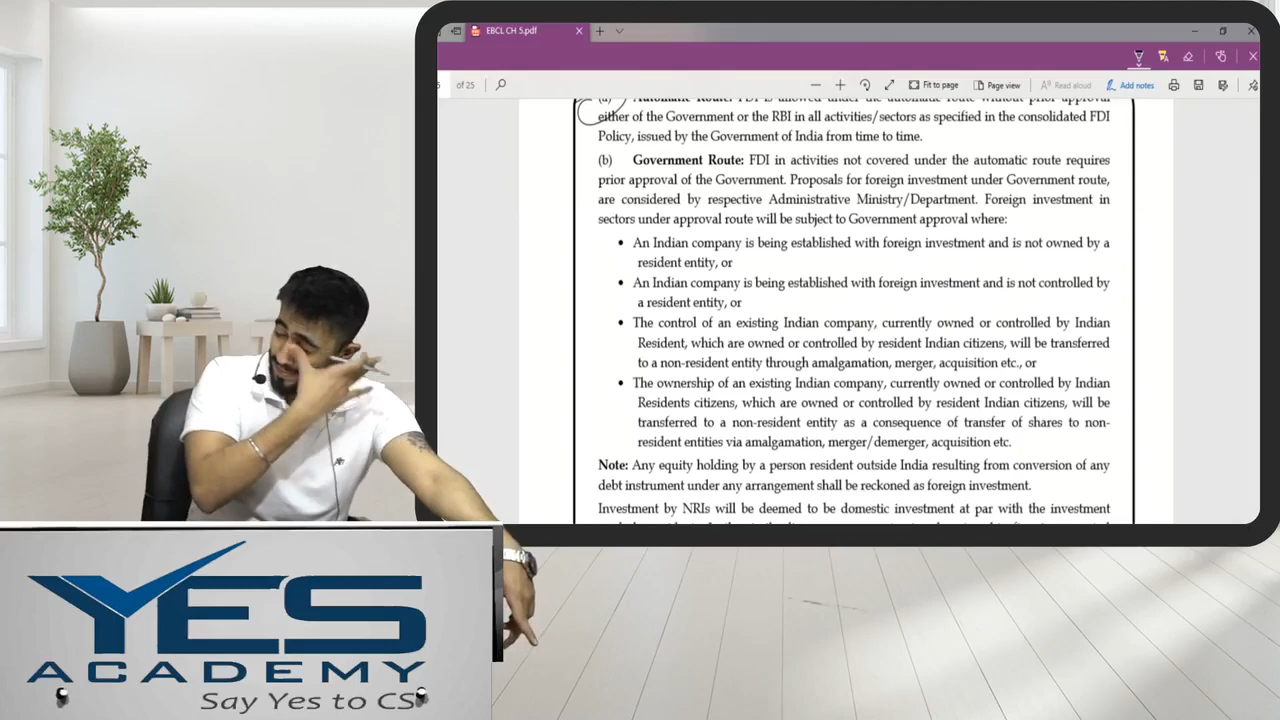 EBCL CH 5.pdf
5 of 25
Fit to page
Page view
Read aloud
Add notes
(a) Automatic Route: FDI is allowed under the automatic route without prior approval
either of the Government or the RBI in all activities/sectors as specified in the consolidated FDI
Policy, issued by the Government of India from time to time.
(b) Government Route: FDI in activities not covered under the automatic route requires
prior approval of the Government. Proposals for foreign investment under Government route,
are considered by respective Administrative Ministry/Department. Foreign investment in
sectors under approval route will be subject to Government approval where:
• An Indian company is being established with foreign investment and is not owned by a
resident entity, or
• An Indian company is being established with foreign investment and is not controlled by
a resident entity, or
• The control of an existing Indian company, currently owned or controlled by Indian
Resident, which are owned or controlled by resident Indian citizens, will be transferred
to a non-resident entity through amalgamation, merger, acquisition etc., or
• The ownership of an existing Indian company, currently owned or controlled by Indian
Residents citizens, which are owned or controlled by resident Indian citizens, will be
transferred to a non-resident entity as a consequence of transfer of shares to non-
resident entities via amalgamation, merger/demerger, acquisition etc.
Note: Any equity holding by a person resident outside India resulting from conversion of any
debt instrument under any arrangement shall be reckoned as foreign investment.
Investment by NRIs will be deemed to be domestic investment at par with the investment
YES
ACADEMY
Say Yes to CS